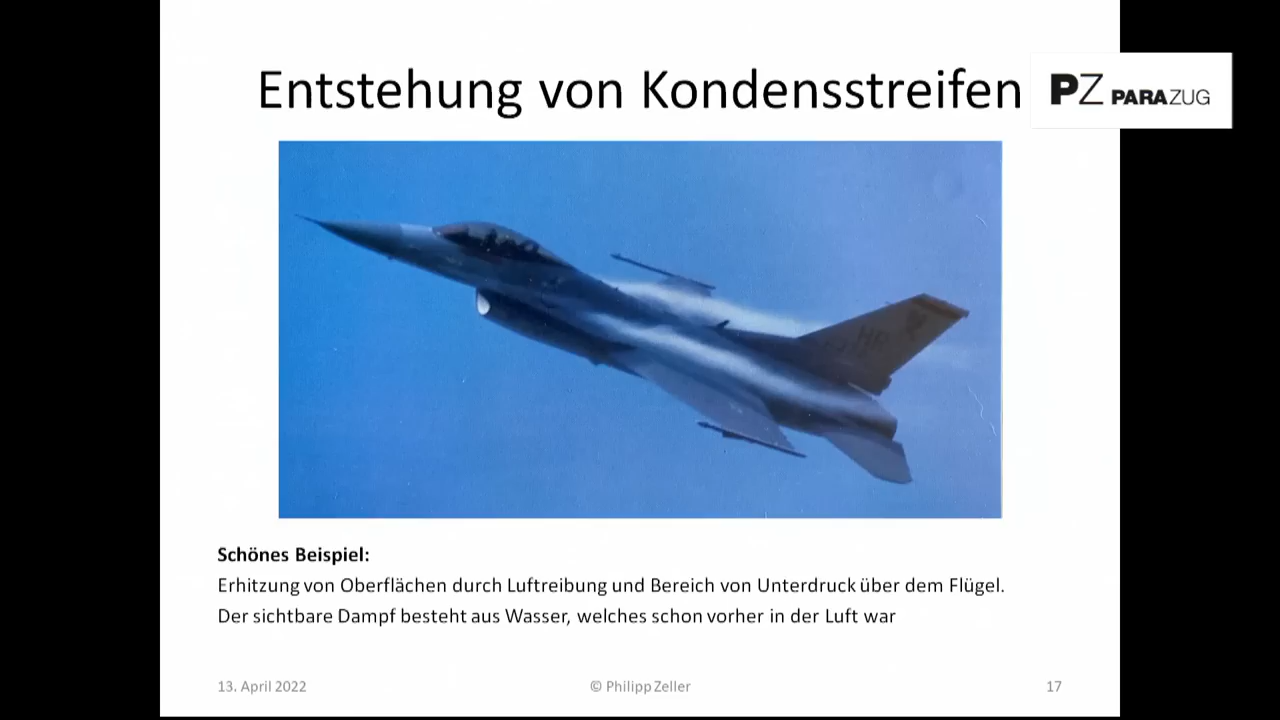 Entstehung von Kondensstreifen
PZ PARAZUG
Schönes Beispiel:
Erhitzung von Oberflächen durch Luftreibung und Bereich von Unterdruck über dem Flügel.
Der sichtbare Dampf besteht aus Wasser, welches schon vorher in der Luft war
13. April 2022
© Philipp Zeller
17